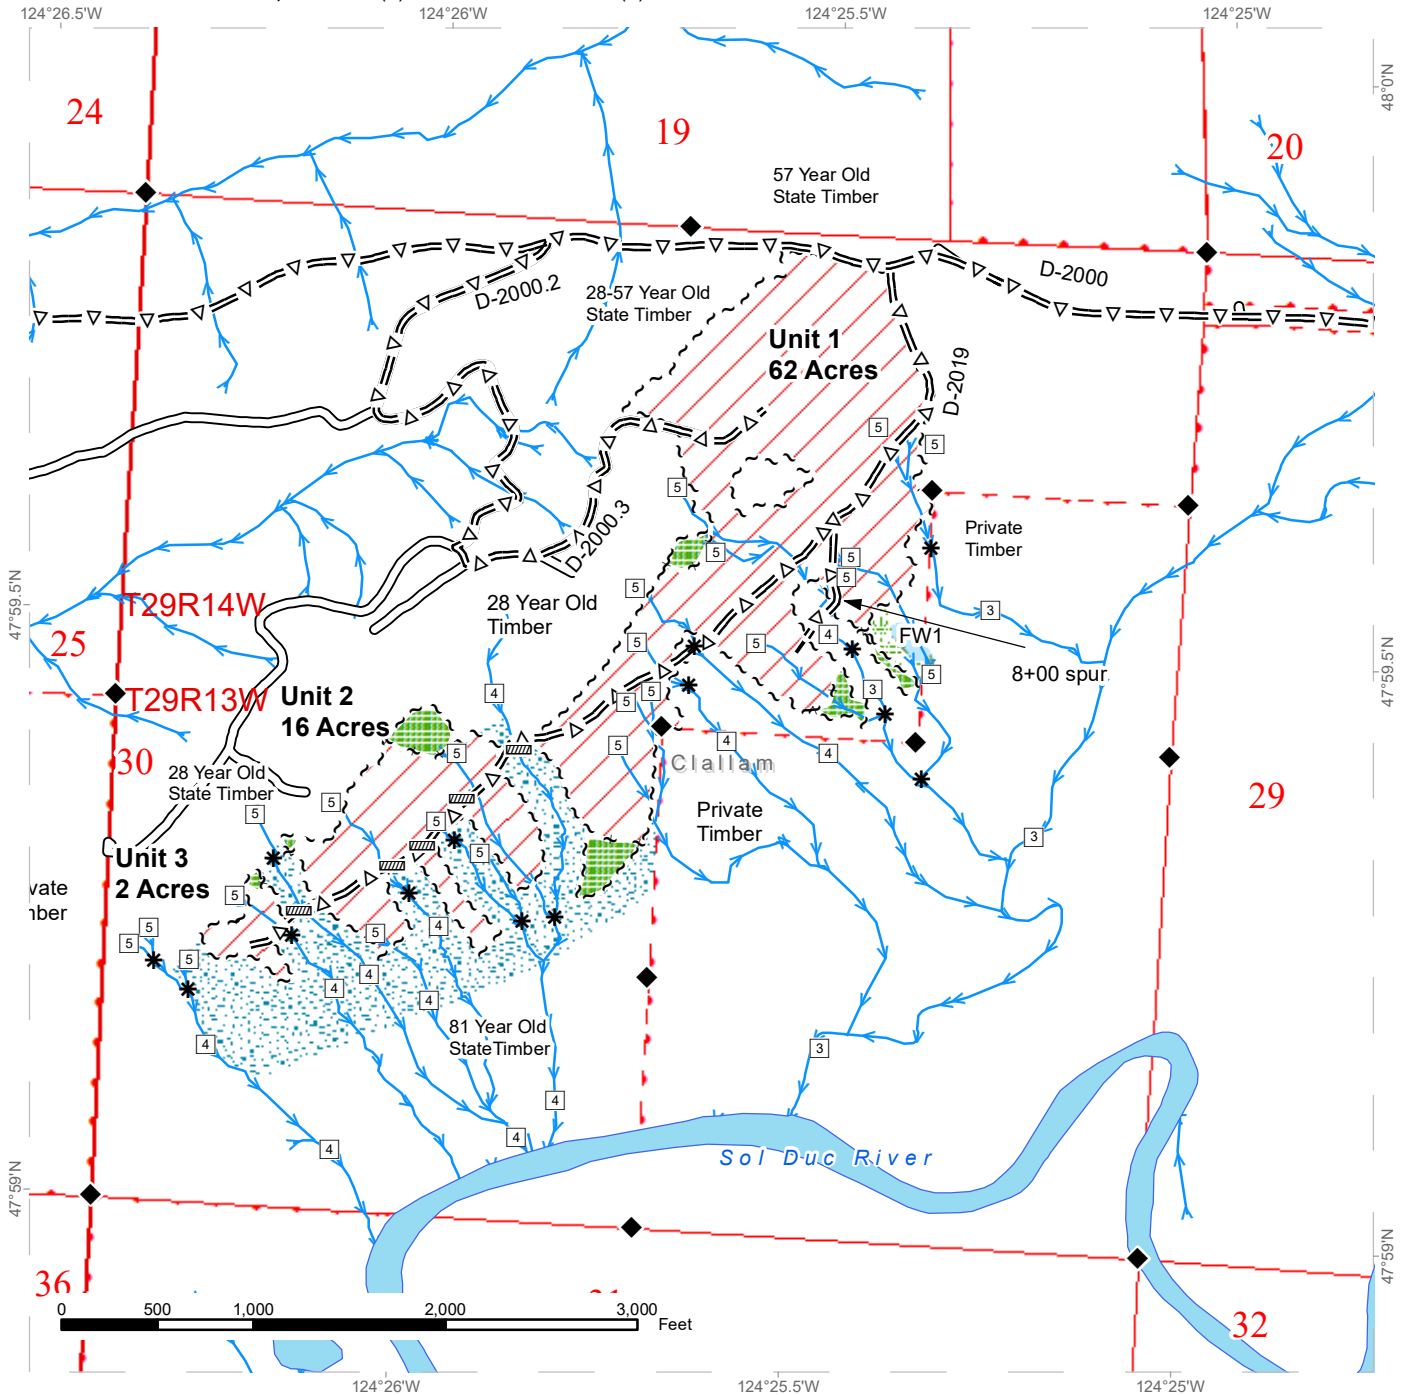 124°26.5'W
124°26'W
124°25.5'W
124°25'W
48°0'N
24
19
20
57 Year Old
State Timber
D-2000
D-2000.2
28-57 Year Old
State Timber
Unit 1
62 Acres
D-2019
5
5
5
D-2000.3
Private
Timber
5
5
5
5
3
47°59.5'N
T29R14W
28 Year Old
Timber
25
5
4
FW1
5
5
8+00 spur
47°59.5'N
T29R13W
Unit 2
16 Acres
4
5
5
3
5
30
5
5
4
4
Clallam
28 Year Old
State Timber
5
5
5
Private
Timber
29
3
Unit 3
2 Acres
5
vate
5
4
5
5
5
4
4
4
81 Year Old
StateTimber
4
3
4
4
4
Sol Duc River
47°59'N
47°59'N
36
32
0
500
1,000
2,000
3,000
Feet
124°26'W
124°25.5'W
124°25'W